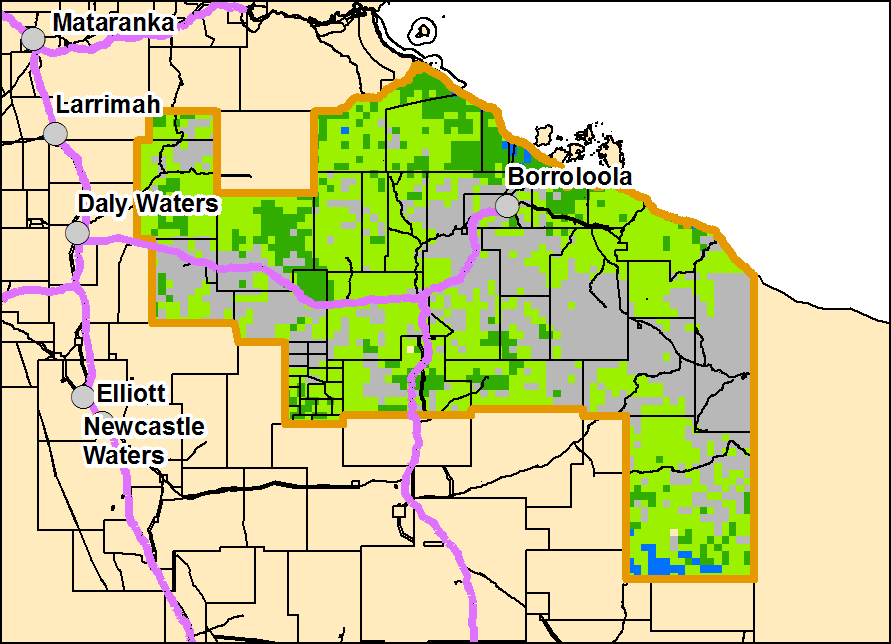 Mataranka
Larrimah
Borroloola
Daly Waters
Elliott
Newcastle
Waters